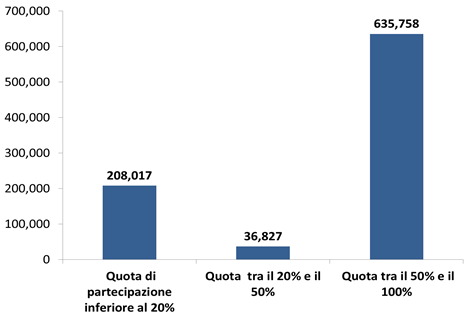 700,000
600,000
500,000
400,000
300,000
200,000
100,000
0
208,017
36,827
635,758
Quota di
partecipazione
inferiore al 20%
Quota tra il 20% e il
50%
Quota tra il 50% e il
100%